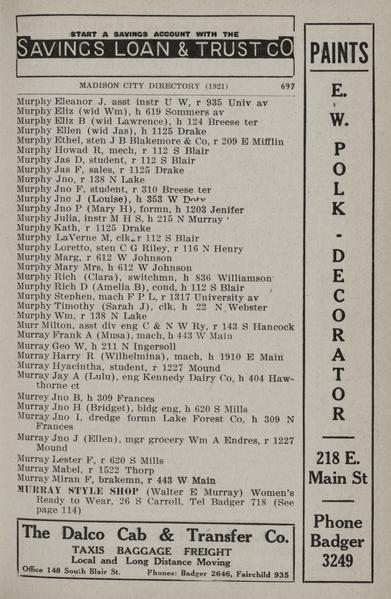 START A SAVINGS ACCOUNT WITH THE
SAVINGS LOAN & TRUST CO
MADISON CITY DIRECTORY (1921) 697
Murphy Eleanor J, asst instr U W, r 935 Univ av
Murphy Eliz (wid Wm), h 619 Sommers av
Murphy Eliz B (wid Lawrence), h 124 Breese ter
Murphy Ellen (wid Jas), h 1125 Drake
Murphy Ethel, sten J B Blakemore & Co, r 209 E Mifflin
Murphy Howad R, mech, r 112 S Blair
Murphy Jas D, student, r 112 S Blair
Murphy Jas F, sales, r 1125 Drake
Murphy Jno, r 138 N Lake
Murphy Jno F, student, r 310 Breese ter
Murphy Jno J (Louise), h 353 W Doty
Murphy Jno P (Mary H), formn, h 1203 Jenifer
Murphy Julia, instr M H S, h 215 N Murray
Murphy Kath, r 1125 Drake
Murphy LaVerne M, clk, r 112 S Blair
Murphy Loretto, sten C G Riley, r 116 N Henry
Murphy Marg, r 612 W Johnson
Murphy Mary Mrs, h 612 W Johnson
Murphy Rich (Clara), switchmn, h 836 Williamson
Murphy Rich D (Amelia B), cond, h 112 S Blair
Murphy Stephen, mach F P L, r 1317 University av
Murphy Timothy (Sarah J), clk, h 22 N Webster
Murphy Wm, r 138 N Lake
Murr Milton, asst div eng C & N W Ry, r 143 S Hancock
Murray Frank A (Musa), mach, h 443 W Main
Murray Geo W, h 211 N Ingersoll
Murray Harry R (Wilhelmina), mach, h 1910 E Main
Murray Hyacintha, student, r 1227 Mound
Murray Jay A (Lulu), eng Kennedy Dairy Co, h 404 Haw-
thorne ct
Murrey Jno B, h 309 Frances
Murray Jno H (Bridget), bldg eng, h 620 S Mills
Murray Jno I, dredge formn Lake Forest Co, h 309 N
Frances
Murray Jno J (Ellen), mgr grocery Wm A Endres, r 1227
Mound
Murray Lester F, r 620 S Mills
Murray Mabel, r 1522 Thorp
Murray Miran F, brakemn, r 443 W Main
MURRAY STYLE SHOP (Walter E Murray) Women's
Ready to Wear, 26 S Carroll, Tel Badger 718 (See
page 114)
The Dalco Cab & Transfer Co.
TAXIS BAGGAGE FREIGHT
Local and Long Distance Moving
Office 148 South Blair St. Phones: Badger 2646, Fairchild 935
PAINTS
E. W. POLK - DECORATOR
218 E.
Main St
Phone
Badger
3249